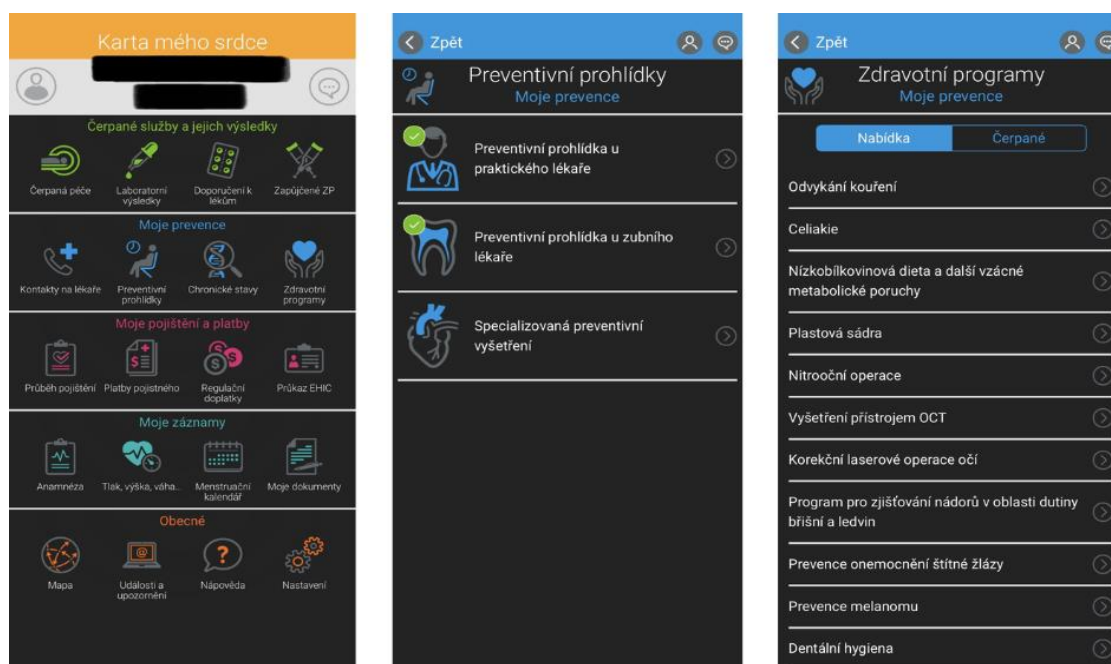 Karta mého srdce
Čerpané služby a jejich výsledky
Čerpaná péče
Laboratorní
výsledky
Doporučení k
lékům
Zapůjčené ZP
Moje prevence
Kontakty na lékaře
Preventivní
prohlídky
Chronické stavy
Zdravotní
programy
Moje pojištění a platby
Průběh pojištění
Platby pojistného
Regulační
doplatky
Průkaz EHIC
Moje záznamy
Anamnéza
Tlak, výška, váha...
Menstruační
kalendář
Moje dokumenty
Obecné
Mapa
Události a
upozornění
Nápověda
Nastavení
Zpět
Preventivní prohlídky
Moje prevence
Preventivní prohlídka u
praktického lékaře
Preventivní prohlídka u zubního
lékaře
Specializovaná preventivní
vyšetření
Zpět
Zdravotní programy
Moje prevence
Nabídka
Čerpané
Odvykání kouření
Celiakie
Nízkobílkovinová dieta a další vzácné
metabolické poruchy
Plastová sádra
Nitrooční operace
Vyšetření přístrojem OCT
Korekční laserové operace očí
Program pro zjišťování nádorů v oblasti dutiny
břišní a ledvin
Prevence onemocnění štítné žlázy
Prevence melanomu
Dentální hygiena